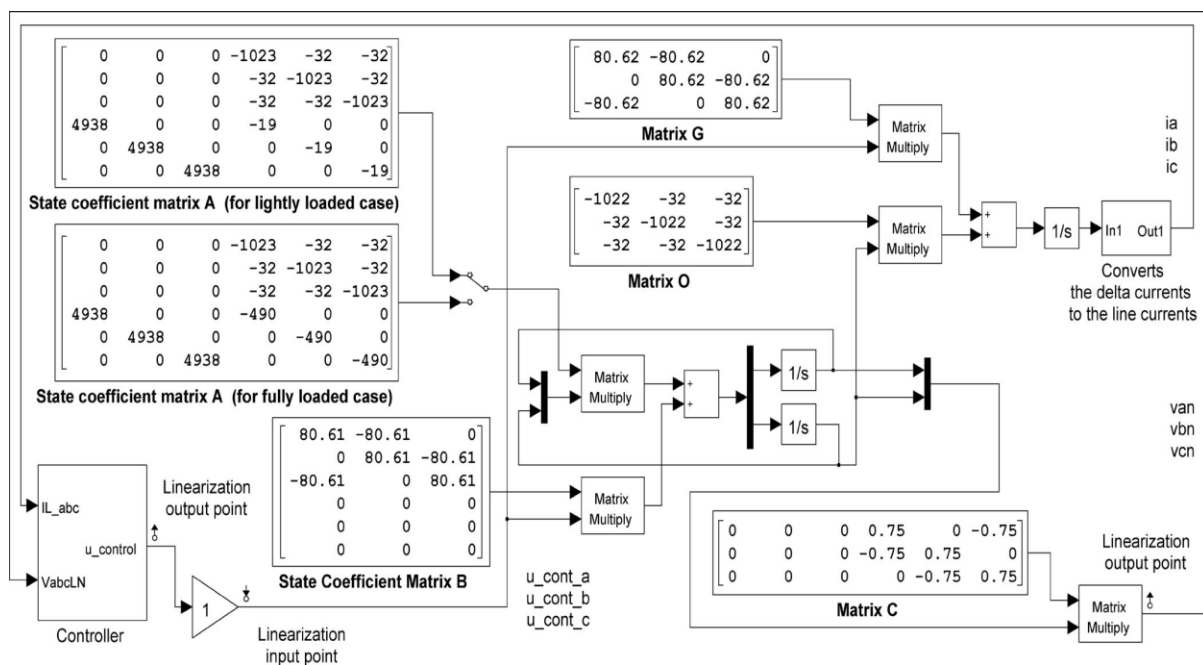 0 0 0 -1023 -32 -32
0 0 0 -32 -1023 -32
0 0 0 -32 -32 -1023
4938 0 0 -19 0 0
0 4938 0 0 -19 0
0 0 4938 0 0 -19
State coefficient matrix A (for lightly loaded case)
0 0 0 -1023 -32 -32
0 0 0 -32 -1023 -32
0 0 0 -32 -32 -1023
4938 0 0 -490 0 0
0 4938 0 0 -490 0
0 0 4938 0 0 -490
State coefficient matrix A (for fully loaded case)
80.62 -80.62 0
0 80.62 -80.62
-80.62 0 80.62
Matrix G
Matrix
Multiply
-1022 -32 -32
-32 -1022 -32
-32 -32 -1022
Matrix O
Matrix
Multiply
+
+
1/s
In1 Out1
Converts
the delta currents
to the line currents
ia
ib
ic
Matrix
Multiply
+
+
1/s
1/s
80.61 -80.61 0
0 80.61 -80.61
-80.61 0 80.61
0 0 0
0 0 0
0 0 0
State Coefficient Matrix B
Matrix
Multiply
van
vbn
vcn
IL_abc
u_control
VabcLN
Controller
Linearization
output point
1
Linearization
input point
u_cont_a
u_cont_b
u_cont_c
0 0 0 0.75 0 -0.75
0 0 0 -0.75 0.75 0
0 0 0 0 -0.75 0.75
Matrix C
Linearization
output point
Matrix
Multiply